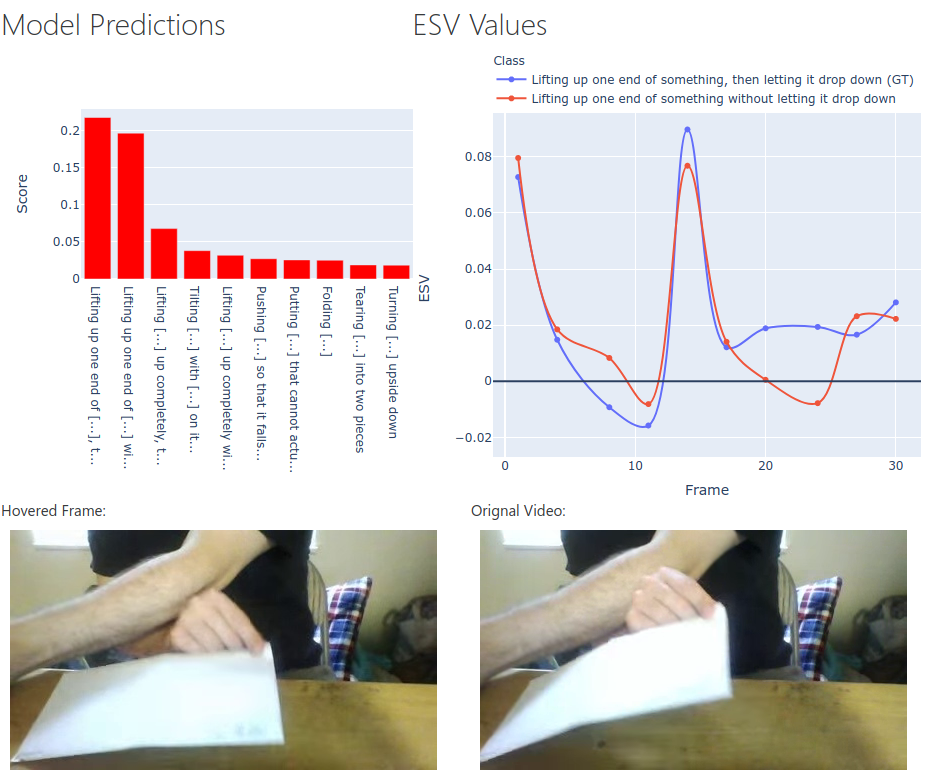 Model Predictions
ESV Values
Score
0.2
0.15
0.1
0.05
0
Lifting up one end of [...], t...
Lifting up one end of [...] wi...
Lifting [...] up completely, t...
Tilting [...] with [...] on it...
Lifting [...] up completely wi...
Pushing [...] so that it falls...
Putting [...] that cannot actu...
Folding [...]
Tearing [...] into two pieces
Turning [...] upside down
Class
Lifting up one end of something, then letting it drop down (GT)
Lifting up one end of something without letting it drop down
ESV
0.08
0.06
0.04
0.02
0
−0.02
0 10 20 30
Frame
Hovered Frame:
Orignal Video: